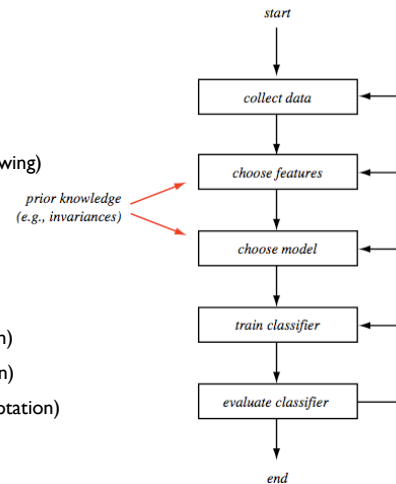 start
collect data
wing)
choose features
prior knowledge
(e.g., invariances)
choose model
train classifier
n)
n)
evaluate classifier
otation)
end